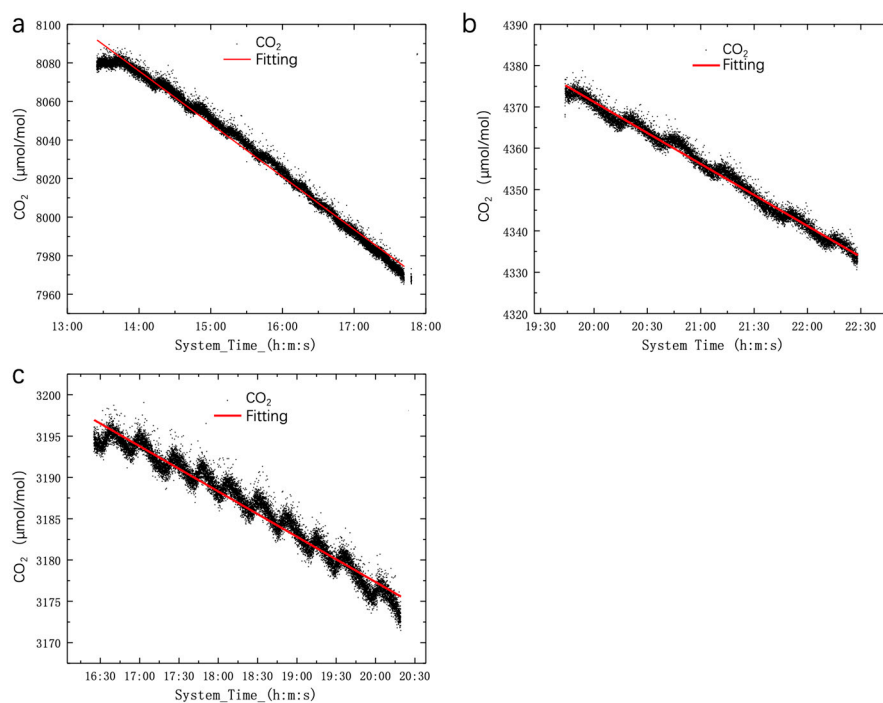 a
8100
8080
8060
8040
8020
8000
7980
7960
CO₂ (μmol/mol)
CO₂
Fitting
13:00 14:00 15:00 16:00 17:00 18:00
System_Time_(h:m:s)
b
4390
4380
4370
4360
4350
4340
4330
4320
CO₂ (μmol/mol)
CO₂
Fitting
19:30 20:00 20:30 21:00 21:30 22:00 22:30
System Time (h:m:s)
c
3200
3195
3190
3185
3180
3175
3170
CO₂ (μmol/mol)
CO₂
Fitting
16:30 17:00 17:30 18:00 18:30 19:00 19:30 20:00 20:30
System_Time_(h:m:s)